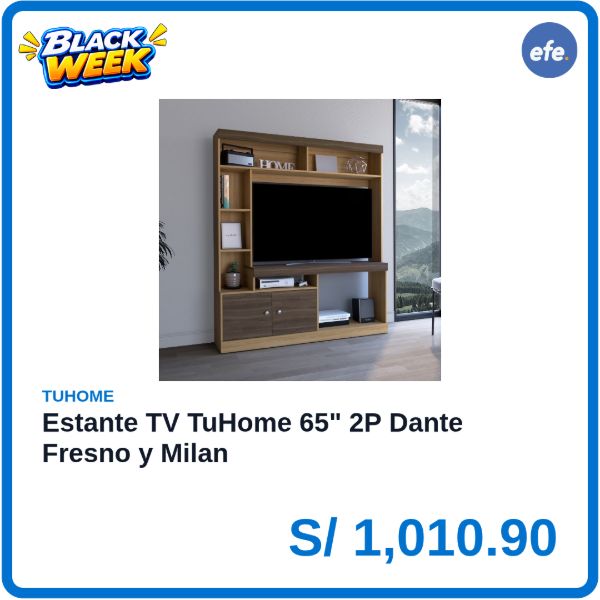 BLACK
WEEK
efe.
HOME
TUHOME
Estante TV TuHome 65" 2P Dante
Fresno y Milan
S/ 1,010.90